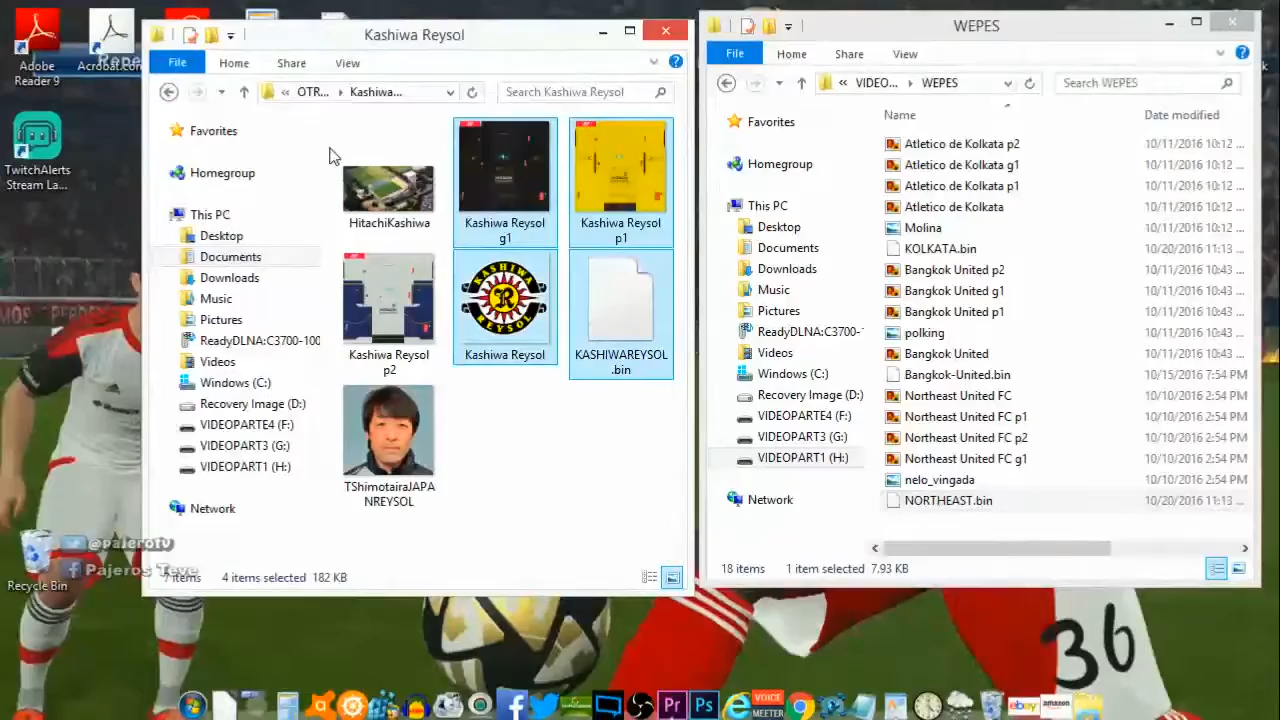 Adobe
Reader 9
Acrobat.com
TwitchAlerts
Stream La...
@pajerotv
Pajeros Teve
Recycle Bin
Kashiwa Reysol
File
Home
Share
View
« OTR... › Kashiwa...
Search Kashiwa Reysol
Favorites
Homegroup
This PC
Desktop
Documents
Downloads
Music
Pictures
ReadyDLNA:C3700-100
Videos
Windows (C:)
Recovery Image (D:)
VIDEOPARTE4 (F:)
VIDEOPART3 (G:)
VIDEOPART1 (H:)
Network
HitachiKashiwa
Kashiwa Reysol
g1
Kashiwa Reysol
p1
Kashiwa Reysol
p2
KASHIWA
REYSOL
Kashiwa Reysol
KASHIWAREYSOL
.bin
TShimotairaJAPA
NREYSOL
7 items
4 items selected 182 KB
WEPES
File
Home
Share
View
« VIDEO... › WEPES
Search WEPES
Favorites
Homegroup
This PC
Desktop
Documents
Downloads
Music
Pictures
ReadyDLNA:C3700-
Videos
Windows (C:)
Recovery Image (D:)
VIDEOPARTE4 (F:)
VIDEOPART3 (G:)
VIDEOPART1 (H:)
Network
Name Date modified
Atletico de Kolkata p2 10/11/2016 10:12 ...
Atletico de Kolkata g1 10/11/2016 10:12 ...
Atletico de Kolkata p1 10/11/2016 10:12 ...
Atletico de Kolkata 10/11/2016 10:12 ...
Molina 10/11/2016 10:12 ...
KOLKATA.bin 10/20/2016 11:13 ...
Bangkok United p2 10/11/2016 10:43 ...
Bangkok United g1 10/11/2016 10:43 ...
Bangkok United p1 10/11/2016 10:43 ...
polking 10/11/2016 10:43 ...
Bangkok United 10/11/2016 10:43 ...
Bangkok-United.bin 10/15/2016 7:54 PM
Northeast United FC 10/10/2016 2:54 PM
Northeast United FC p1 10/10/2016 2:54 PM
Northeast United FC p2 10/10/2016 2:54 PM
Northeast United FC g1 10/10/2016 2:54 PM
nelo_vingada 10/10/2016 2:54 PM
NORTHEAST.bin 10/20/2016 11:13 ...
18 items
1 item selected 7.93 KB
36
Pr
Ps
VOICE
MEETER
ebay
amazon